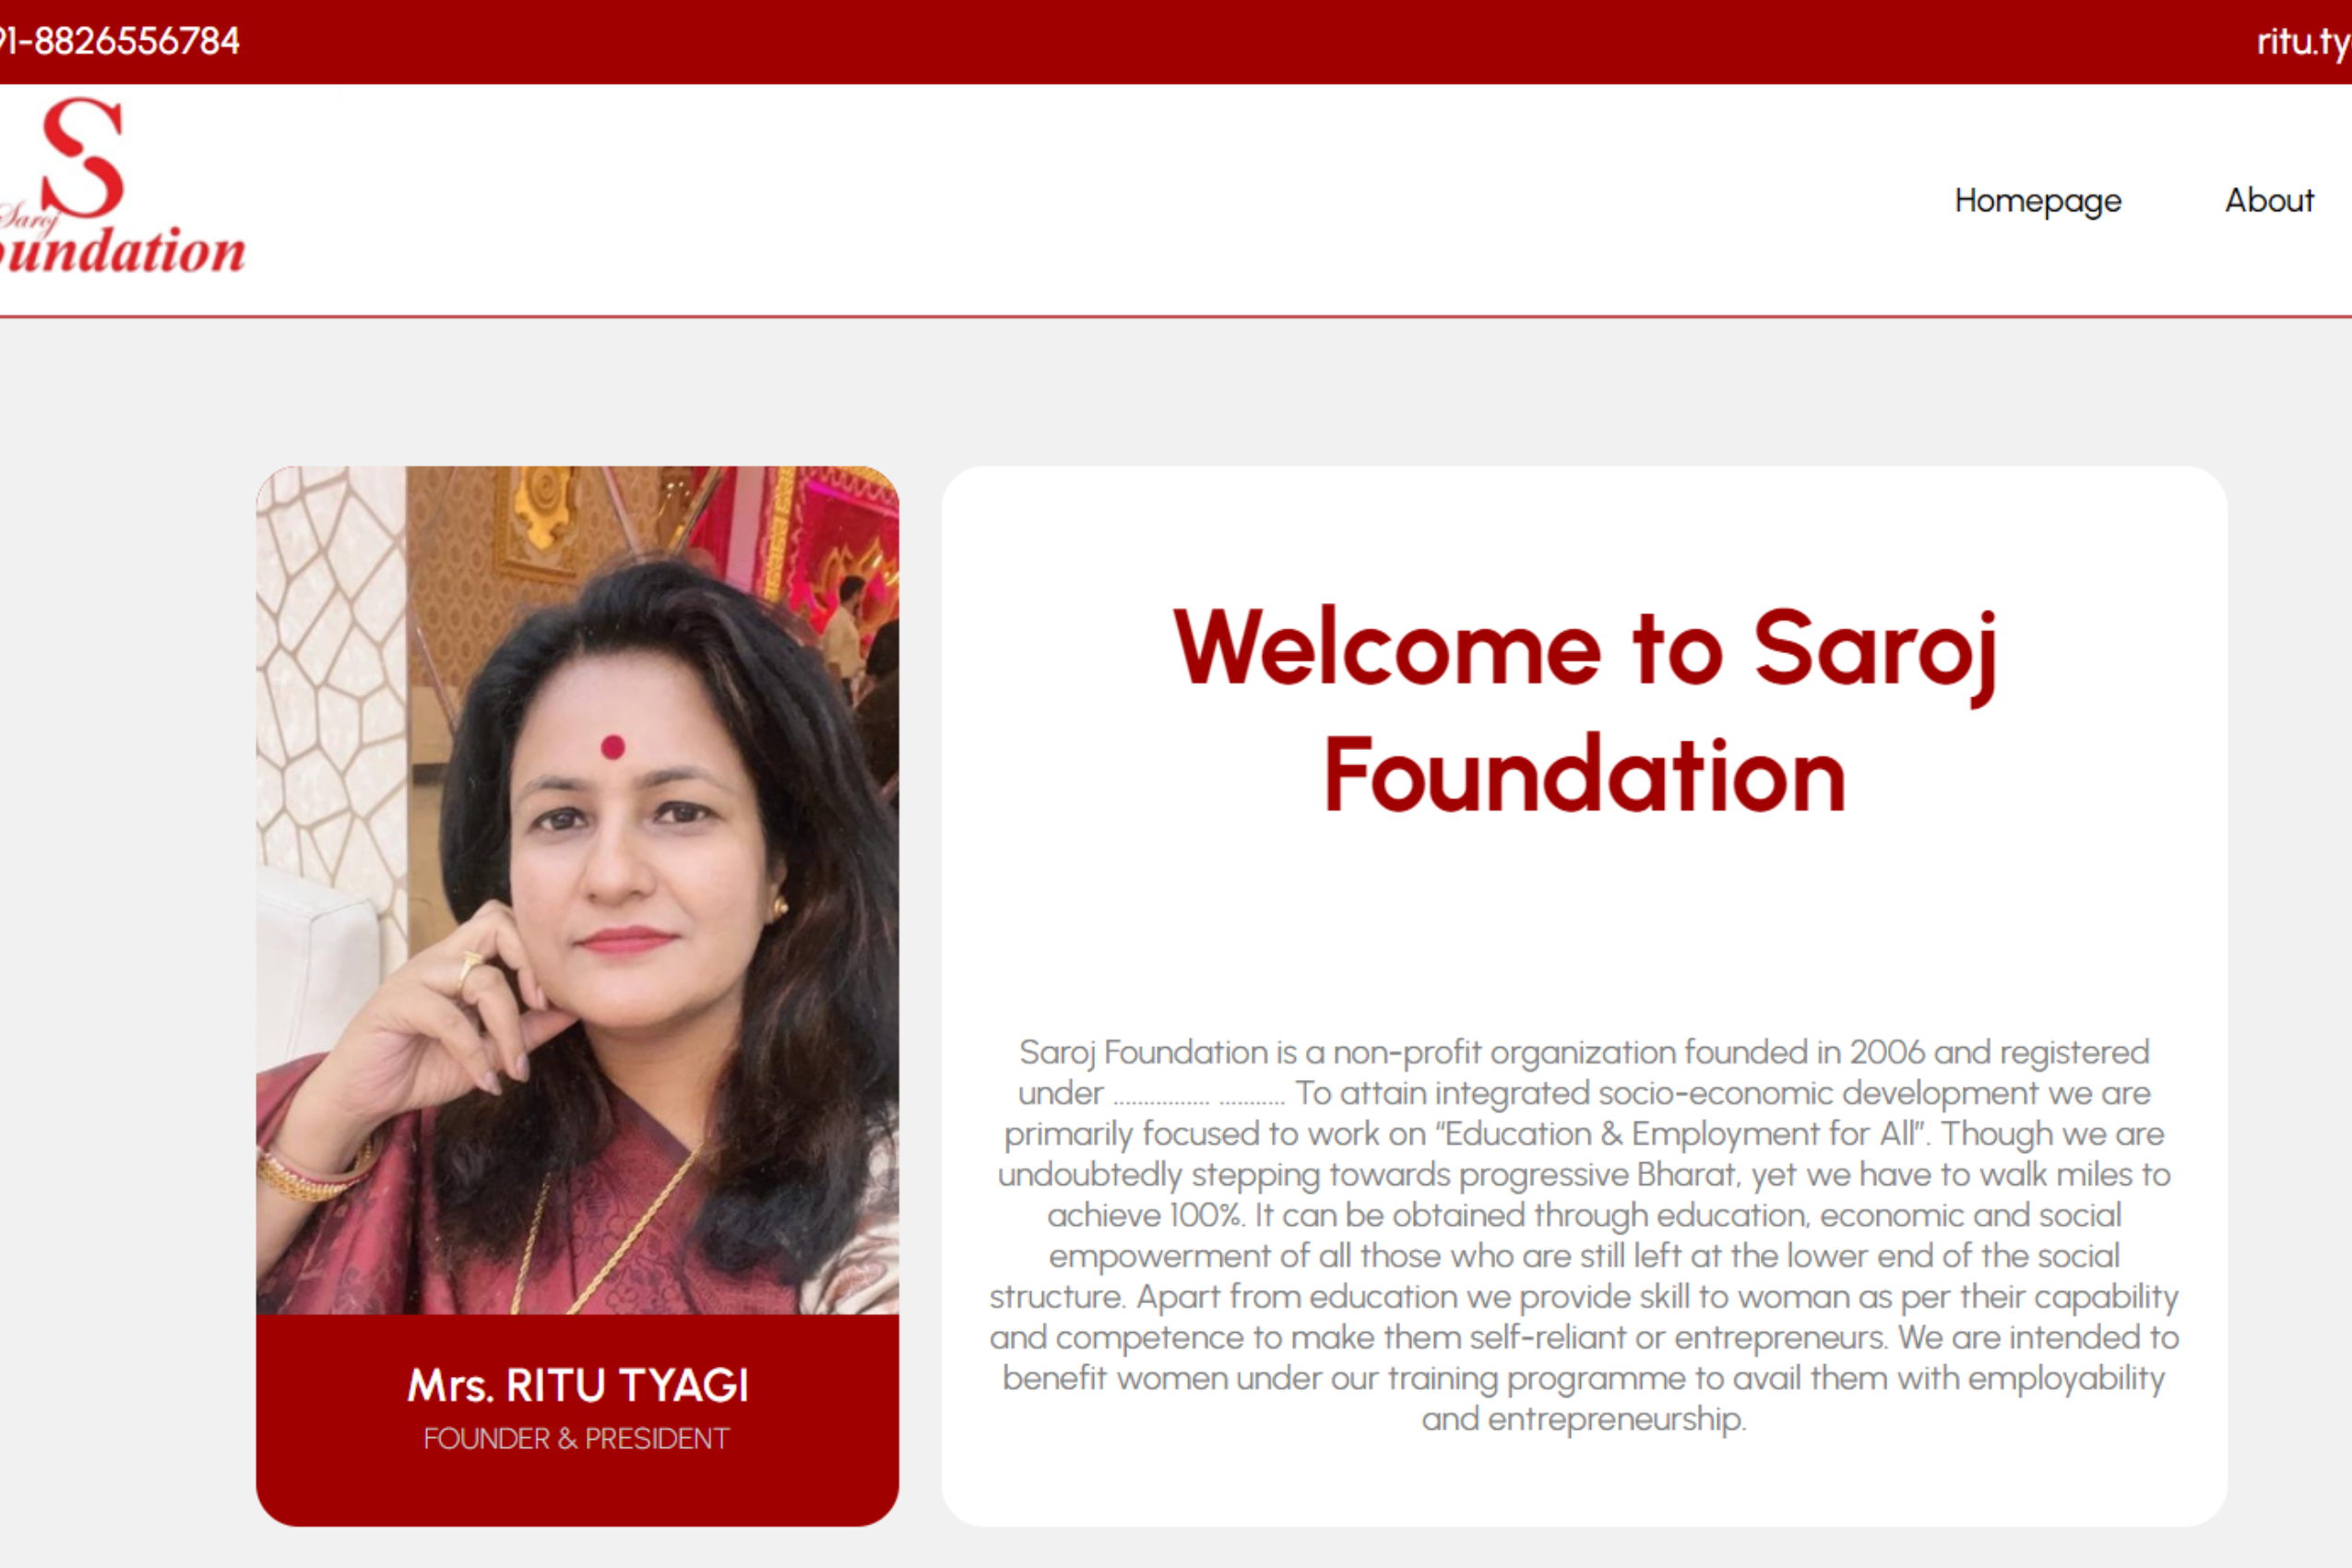 91-8826556784
ritu.ty
Saroj
oundation
Homepage
About
Welcome to Saroj
Foundation
Saroj Foundation is a non-profit organization founded in 2006 and registered
under ................ ........... To attain integrated socio-economic development we are
primarily focused to work on “Education & Employment for All”. Though we are
undoubtedly stepping towards progressive Bharat, yet we have to walk miles to
achieve 100%. It can be obtained through education, economic and social
empowerment of all those who are still left at the lower end of the social
structure. Apart from education we provide skill to woman as per their capability
and competence to make them self-reliant or entrepreneurs. We are intended to
benefit women under our training programme to avail them with employability
and entrepreneurship.
Mrs. RITU TYAGI
FOUNDER & PRESIDENT